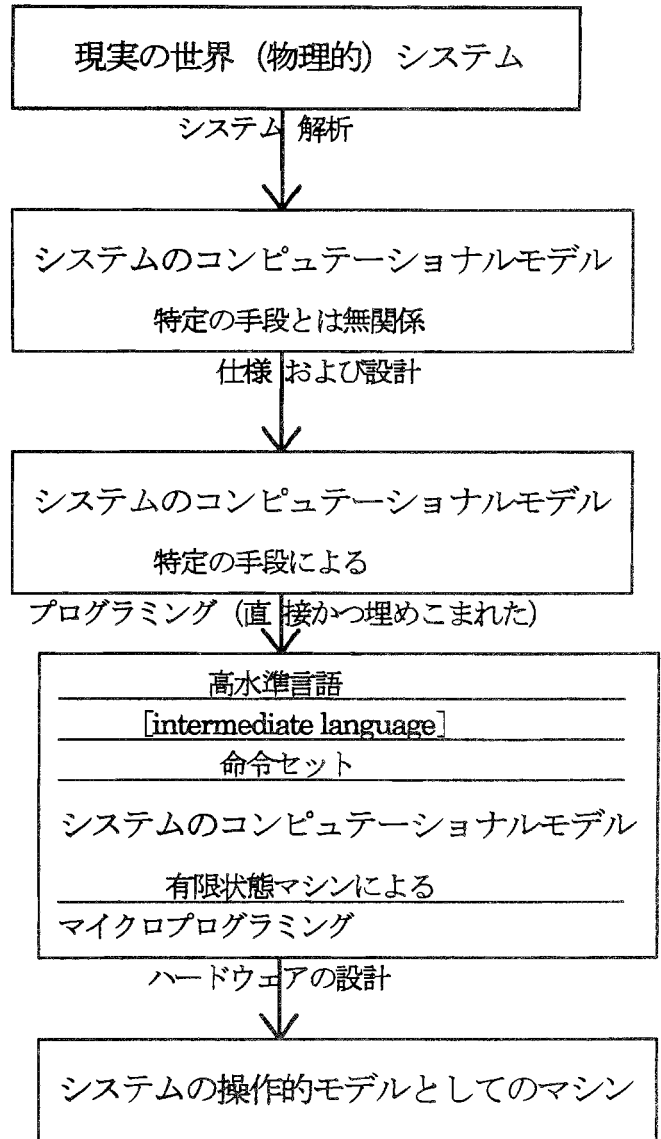 現実の世界（物理的）システム
システム 解析
システムのコンピュテーショナルモデル
特定の手段とは無関係
仕様 および設計
システムのコンピュテーショナルモデル
特定の手段による
プログラミング（直 接かつ埋めこまれた）
高水準言語
［intermediate language］
命令セット
システムのコンピュテーショナルモデル
有限状態マシンによる
マイクロプログラミング
ハードウェアの設計
システムの操作的モデルとしてのマシン